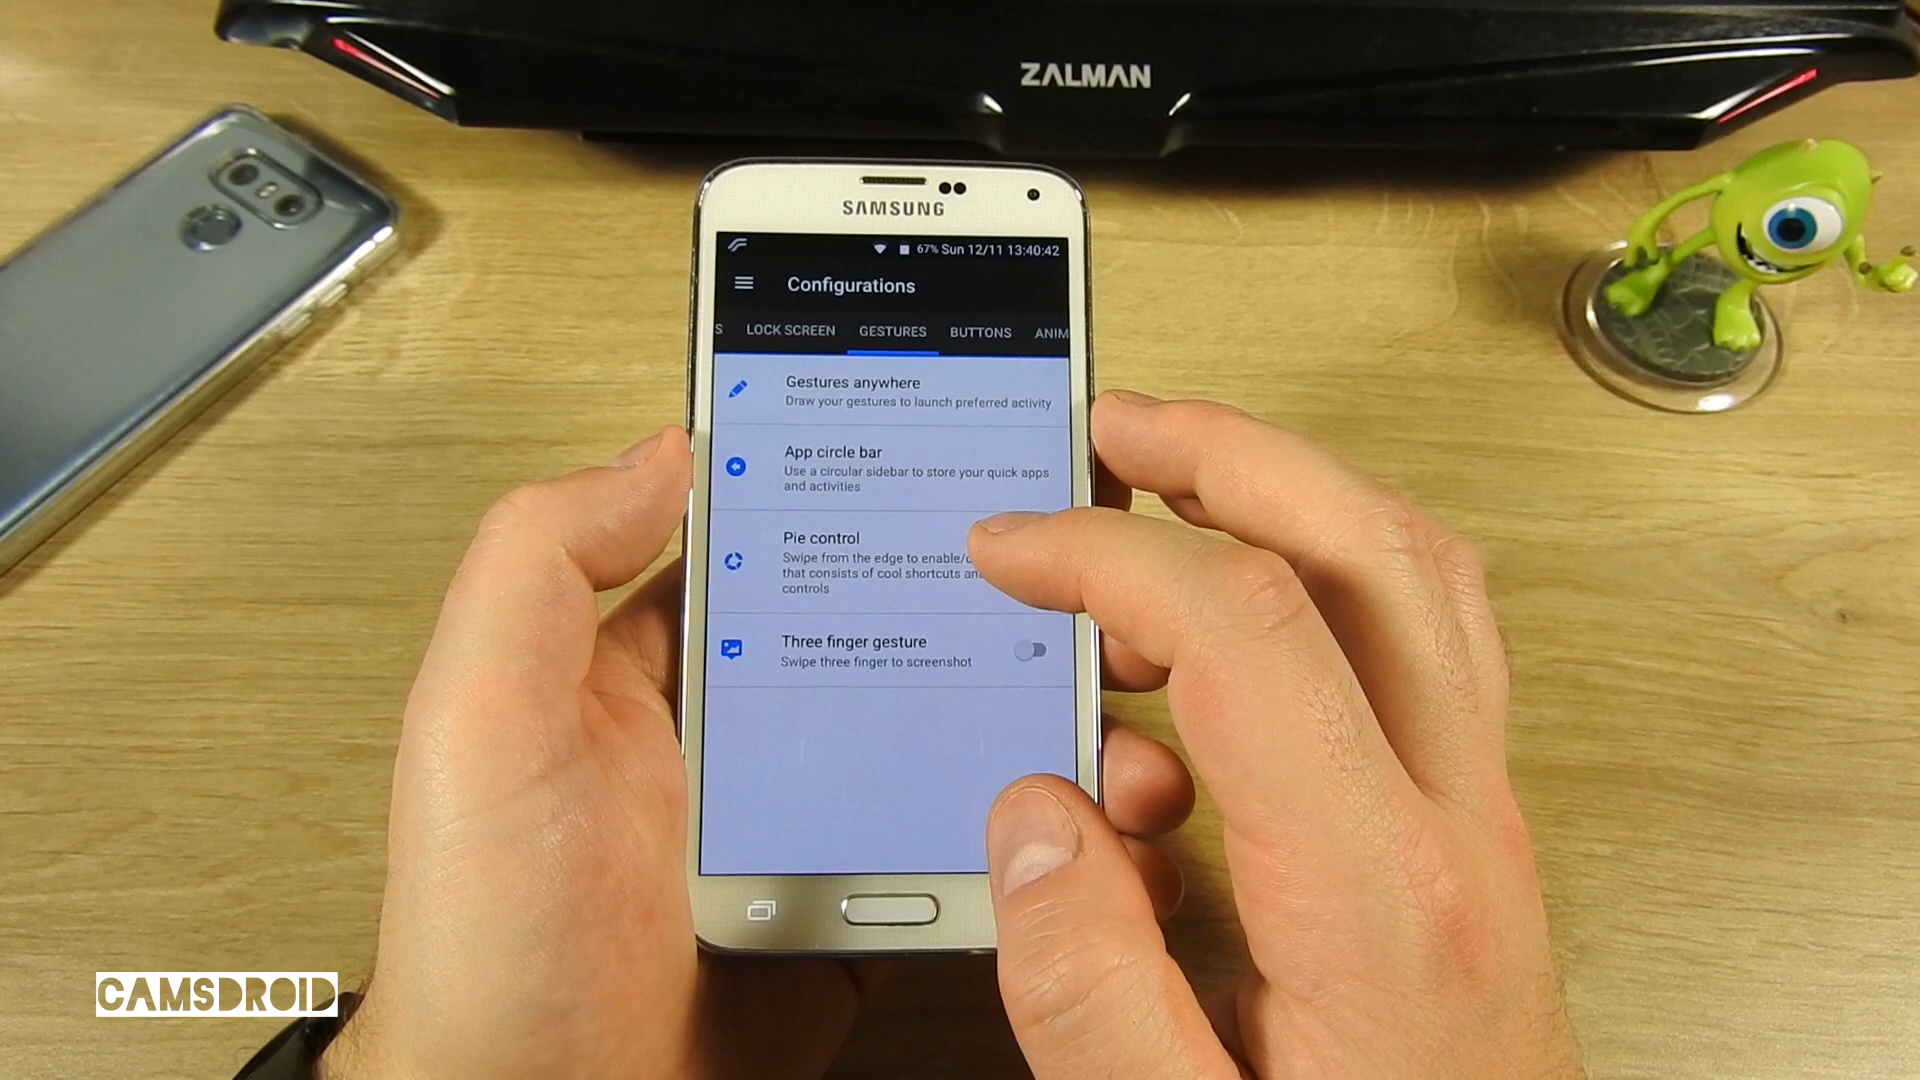 ZALMAN
SAMSUNG
67% Sun 12/11 13:40:42
Configurations
S LOCK SCREEN GESTURES BUTTONS ANIM
Gestures anywhere
Draw your gestures to launch preferred activity
App circle bar
Use a circular sidebar to store your quick apps
and activities
Pie control
Swipe from the edge to enable/
that consists of cool shortcuts an
controls
Three finger gesture
Swipe three finger to screenshot
CAMSDROID